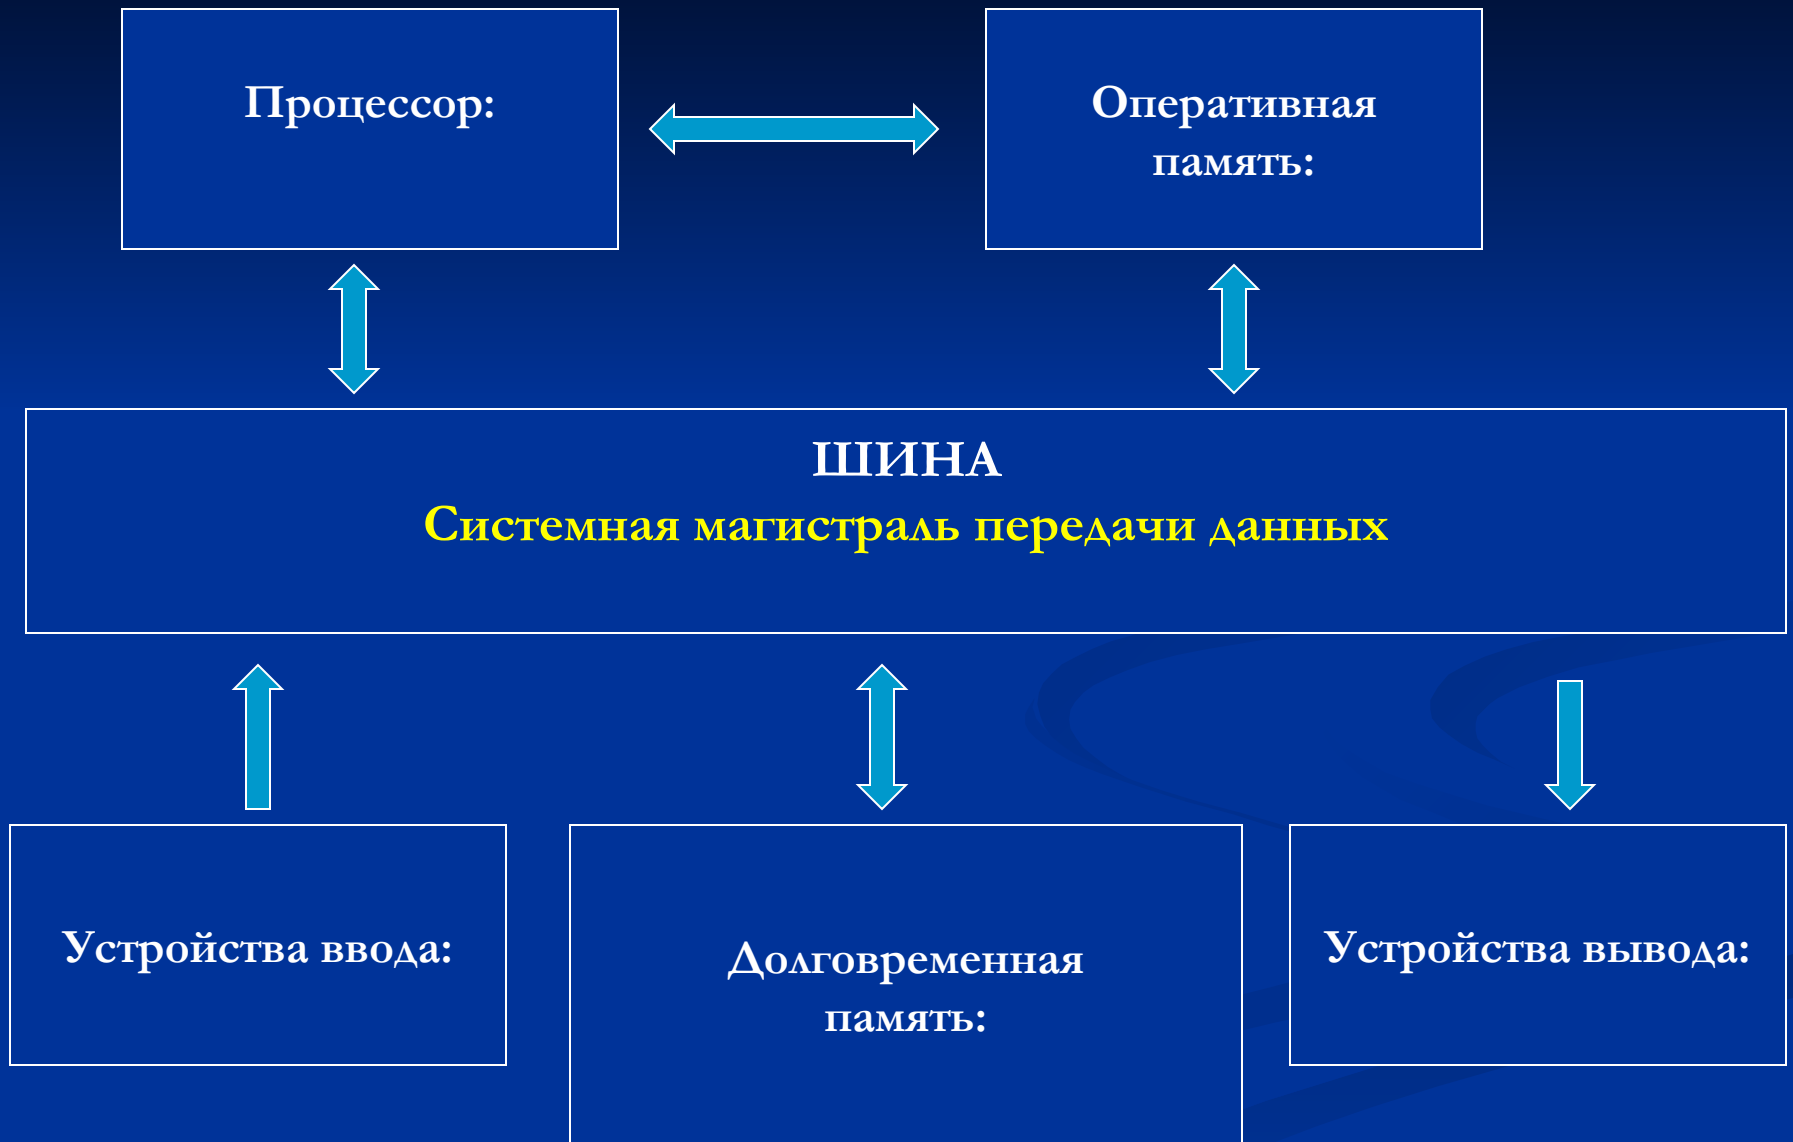 Процессор:
Оперативная
память:
ШИНА
Системная магистраль передачи данных
Устройства ввода:
Долговременная
память:
Устройства вывода: